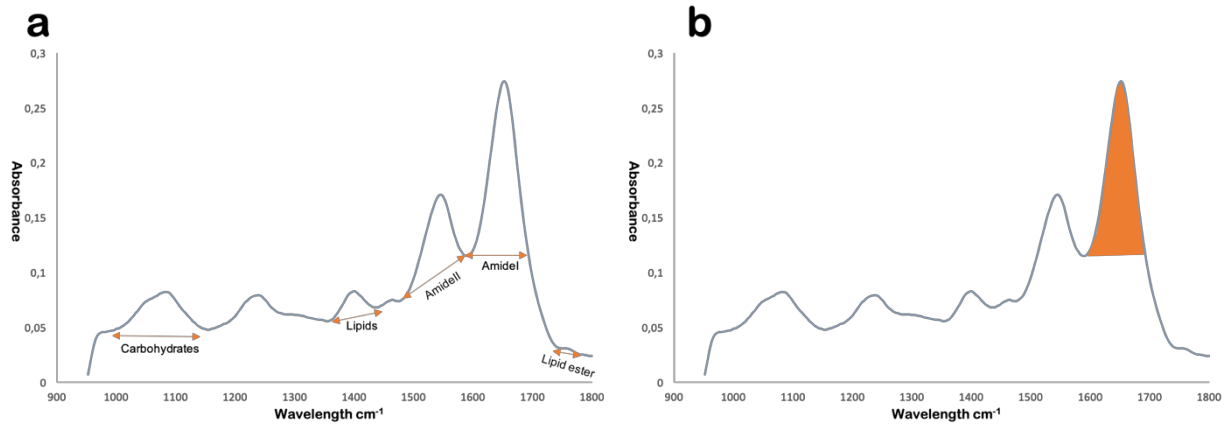 a
0,3
0,25
0,2
0,15
0,1
0,05
0
Absorbance
Carbohydrates
Lipids
AmideII
AmideI
Lipid ester
900 1000 1100 1200 1300 1400 1500 1600 1700 1800
Wavelength cm-1
b
0,3
0,25
0,2
0,15
0,1
0,05
0
Absorbance
900 1000 1100 1200 1300 1400 1500 1600 1700 1800
Wavelength cm-1